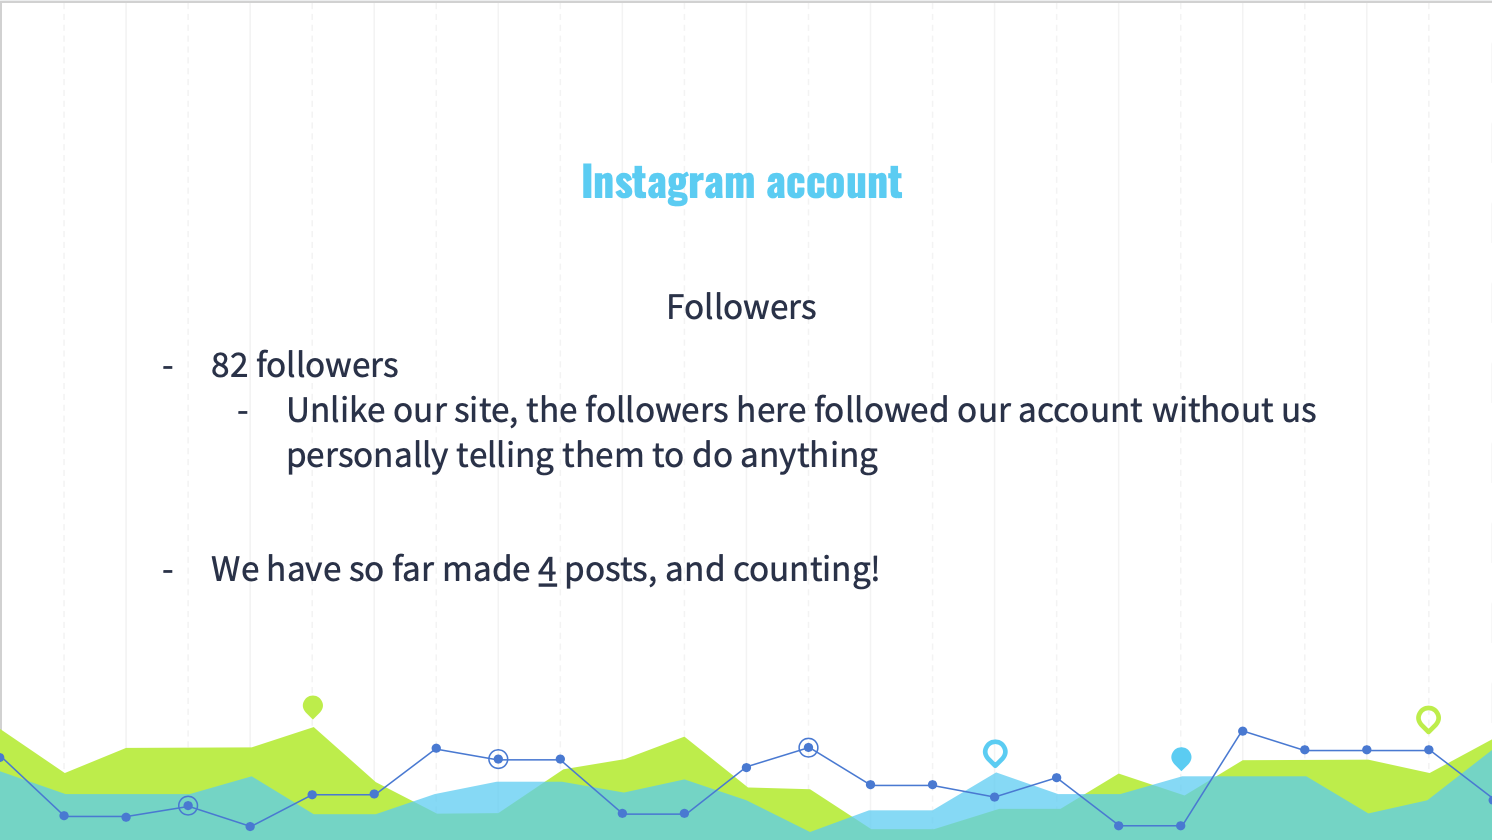 Instagram account
Followers
- 82 followers
- Unlike our site, the followers here followed our account without us
personally telling them to do anything
- We have so far made 4 posts, and counting!